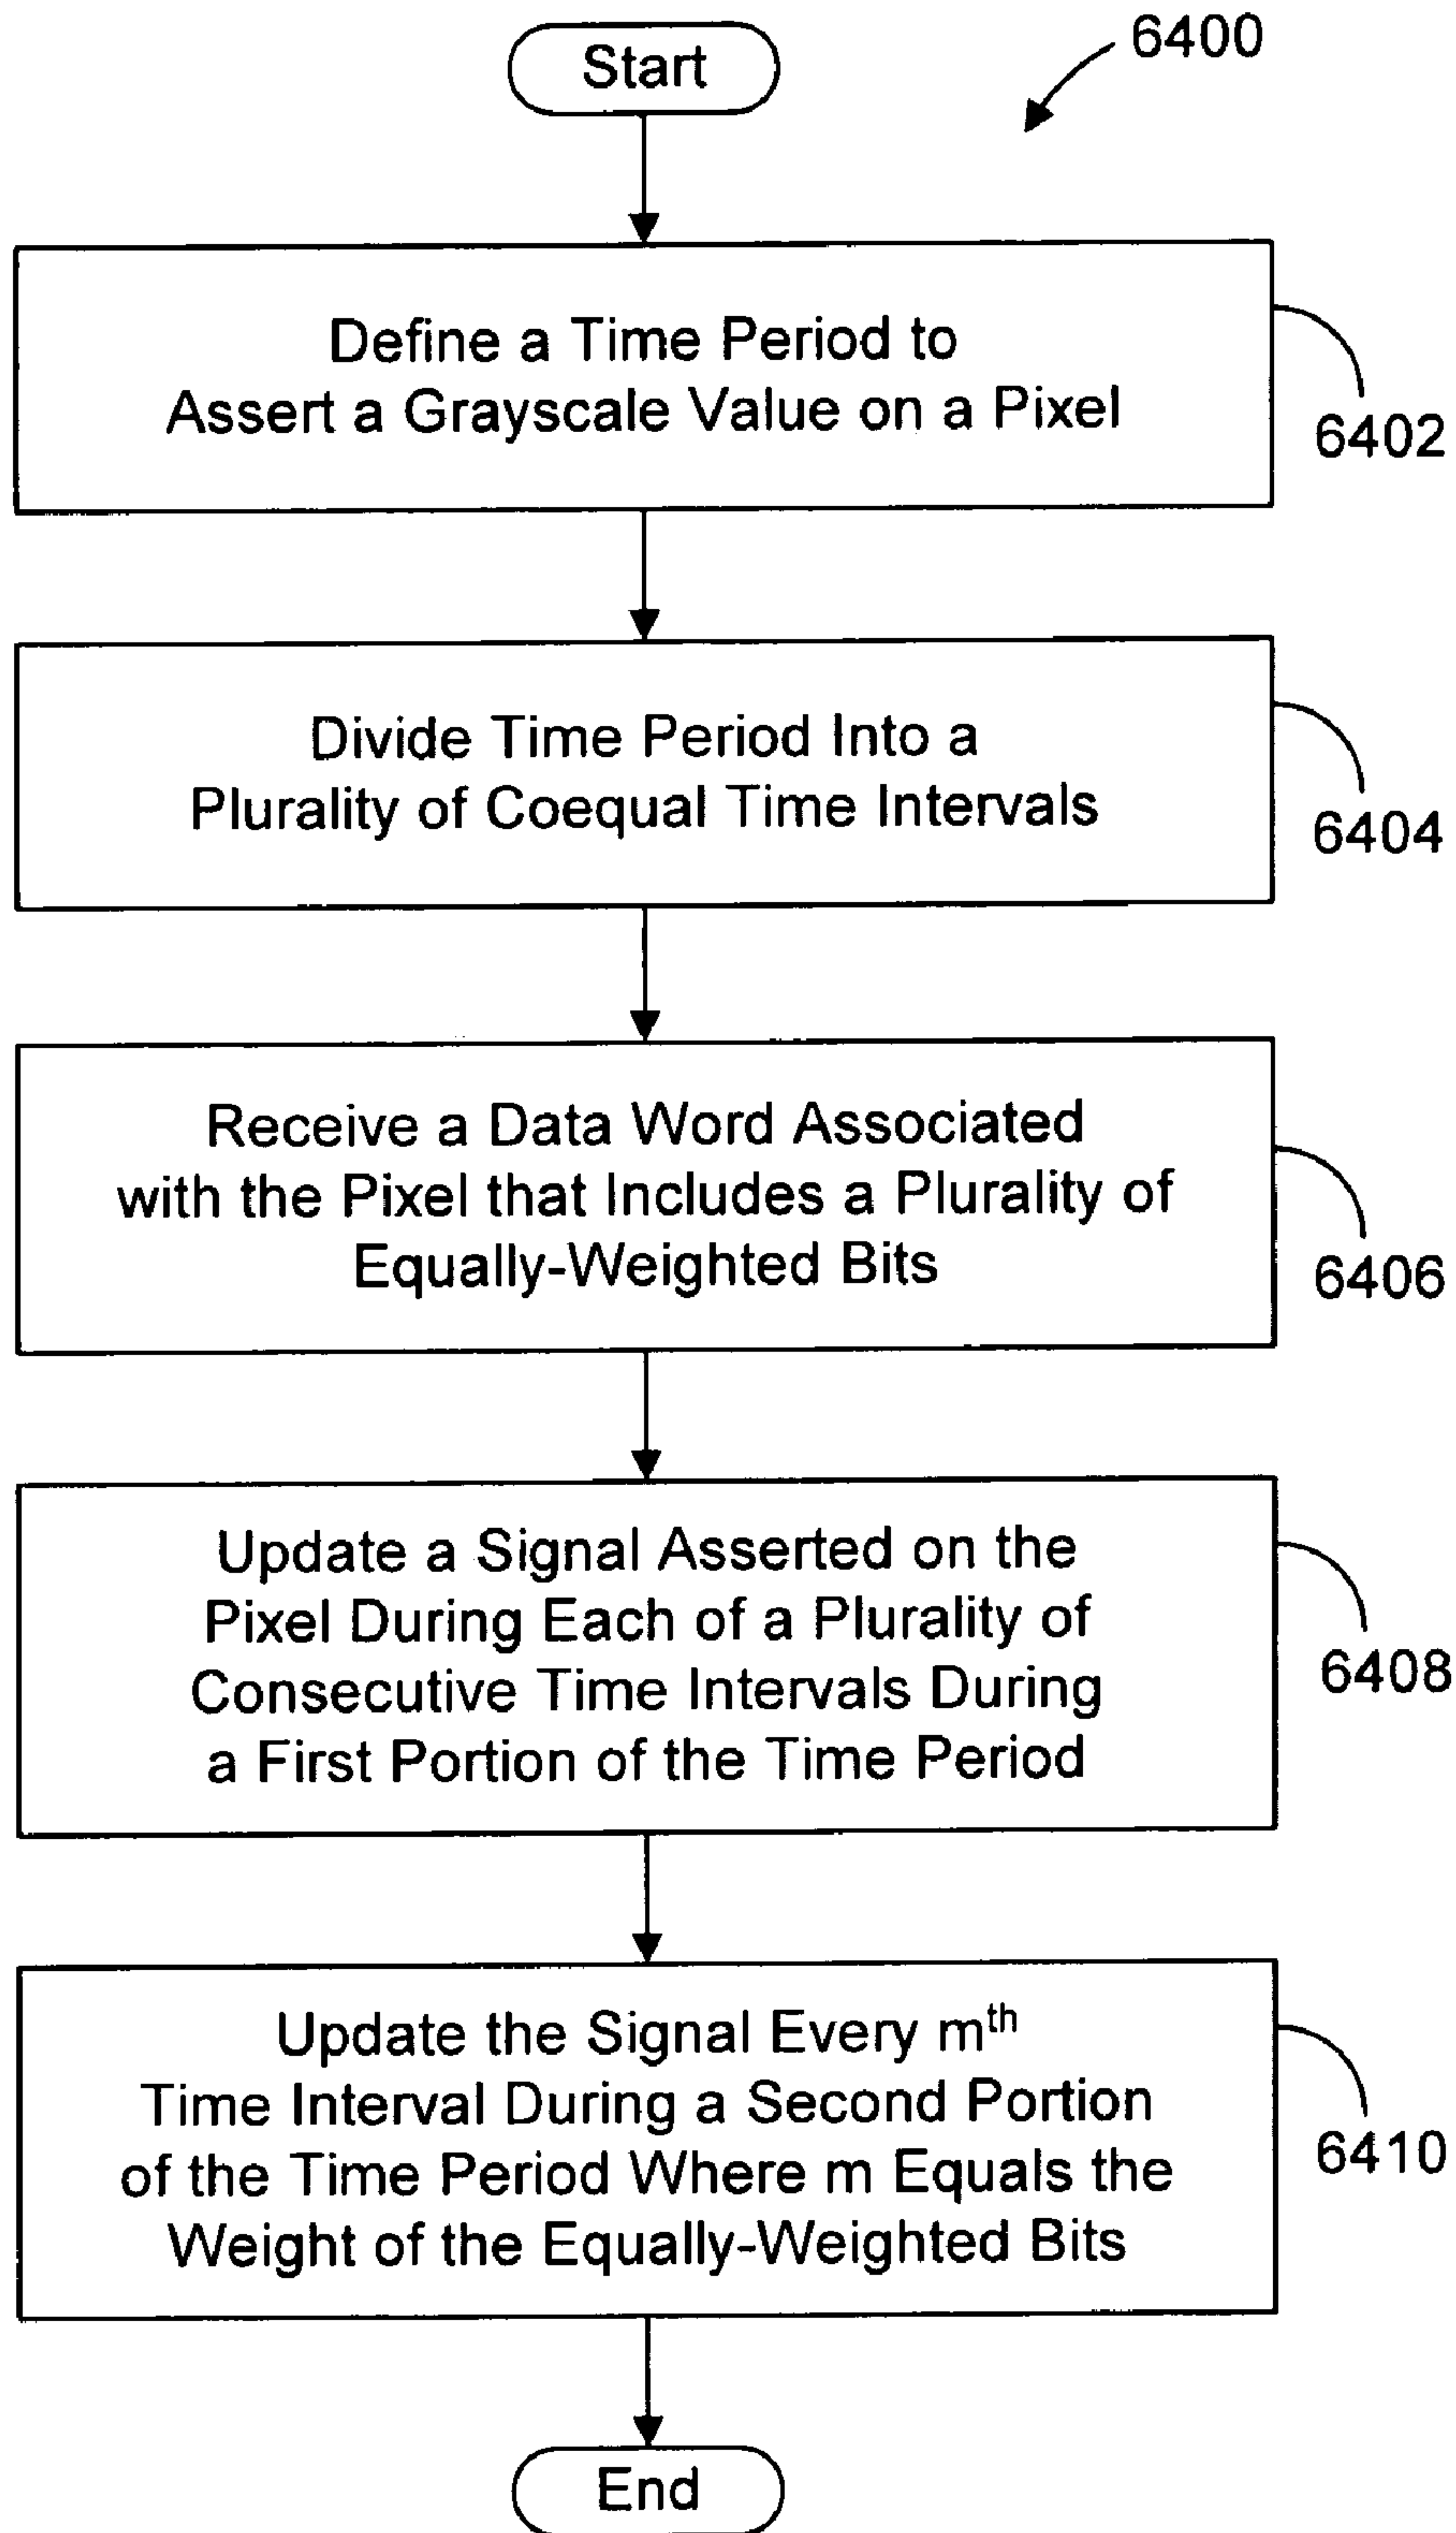 Start
6400
Define a Time Period to
Assert a Grayscale Value on a Pixel
6402
Divide Time Period Into a
Plurality of Coequal Time Intervals
6404
Receive a Data Word Associated
with the Pixel that Includes a Plurality of
Equally-Weighted Bits
6406
Update a Signal Asserted on the
Pixel During Each of a Plurality of
Consecutive Time Intervals During
a First Portion of the Time Period
6408
Update the Signal Every mth
Time Interval During a Second Portion
of the Time Period Where m Equals the
Weight of the Equally-Weighted Bits
6410
End